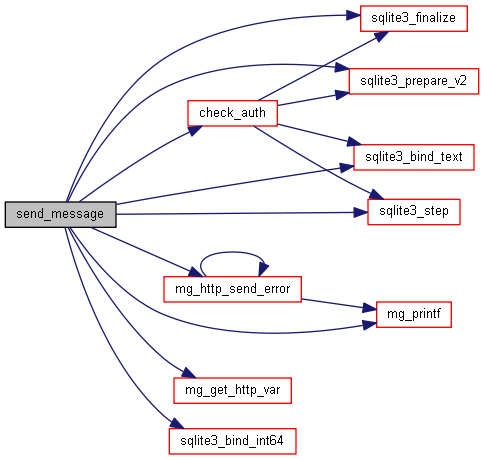 sqlite3_finalize
sqlite3_prepare_v2
check_auth
sqlite3_bind_text
send_message
sqlite3_step
mg_http_send_error
mg_printf
mg_get_http_var
sqlite3_bind_int64